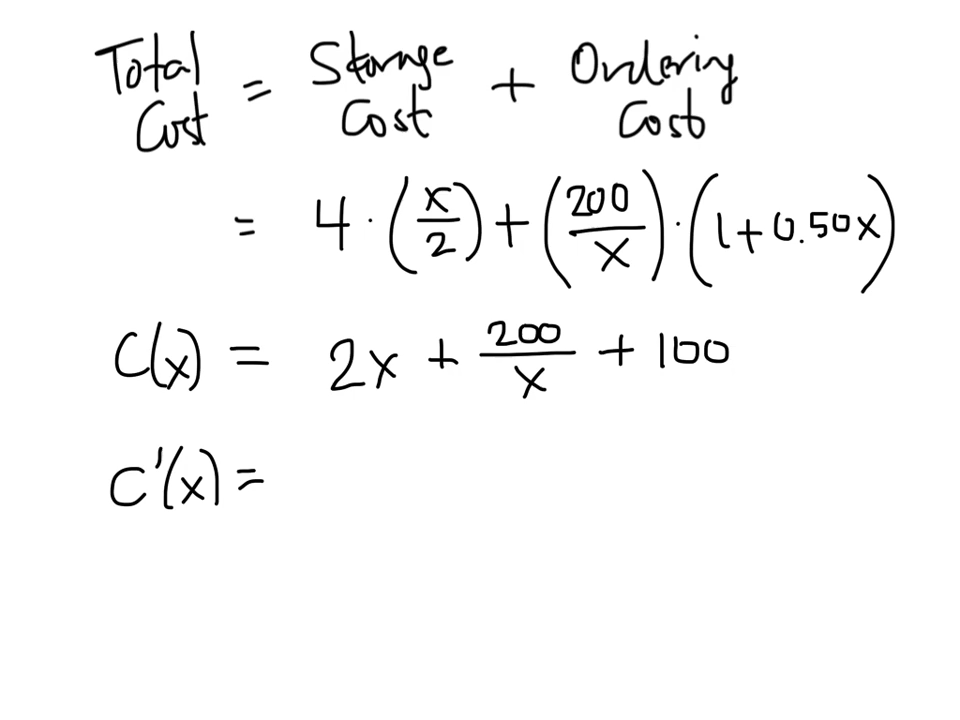 Total Cost = Storage Cost + Ordering Cost
= 4 · (x/2) + (200/x) · (1 + 0.50x)
C(x) = 2x + 200/x + 100
C'(x) =